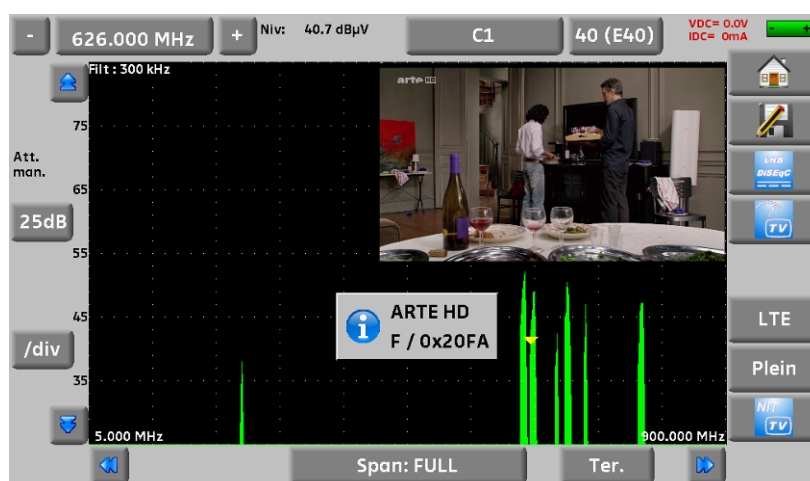 -
626.000 MHz
+
Niv: 40.7 dBµV
C1
40 (E40)
VDC= 0.0V
IDC= 0mA
- +
Filt : 300 kHz
arte HD
75
Att.
man.
65
LNB
DiSEqC
25dB
TV
55
45
ARTE HD
F / 0x20FA
LTE
/div
35
Plein
NIT
TV
5.000 MHz
900.000 MHz
Span: FULL
Ter.